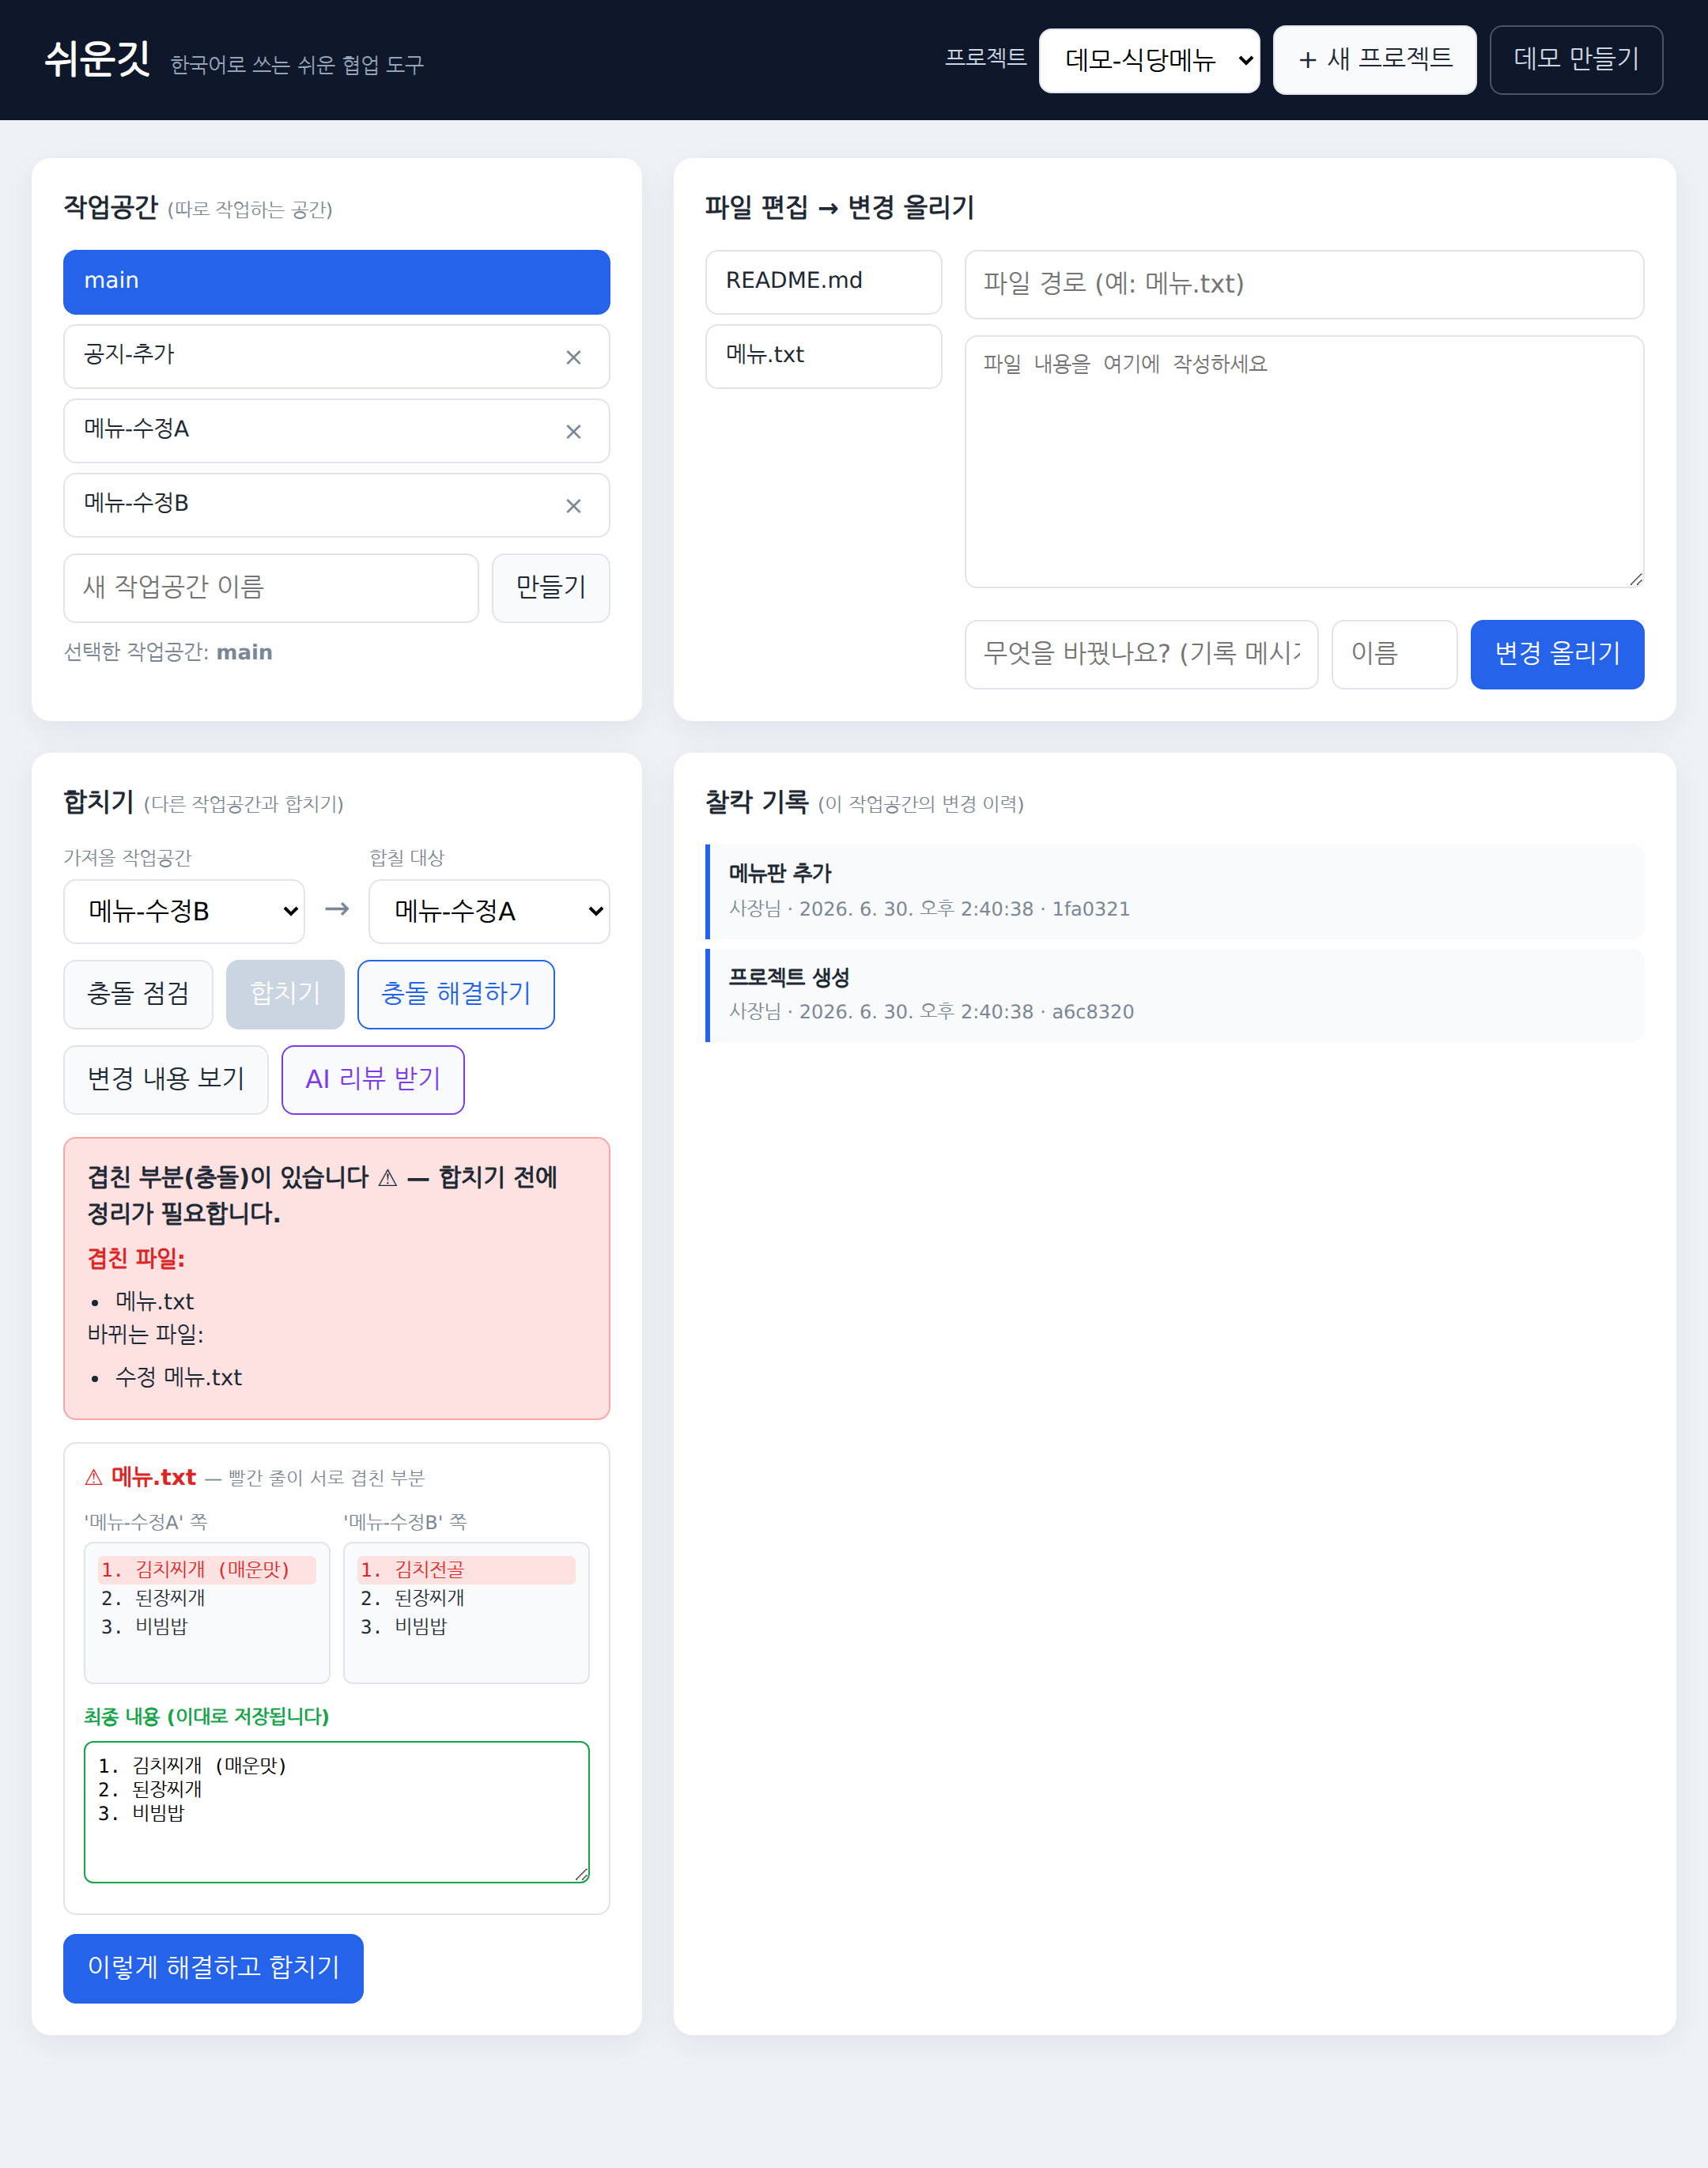 쉬운깃 한국어로 쓰는 쉬운 협업 도구
프로젝트 데모-식당메뉴 + 새 프로젝트 데모 만들기
작업공간 (따로 작업하는 공간)
main
공지-추가 ×
메뉴-수정A ×
메뉴-수정B ×
새 작업공간 이름 만들기
선택한 작업공간: main
파일 편집 → 변경 올리기
README.md
메뉴.txt
파일 경로 (예: 메뉴.txt)
파일 내용을 여기에 작성하세요
무엇을 바꿨나요? (기록 메시지 이름 변경 올리기
합치기 (다른 작업공간과 합치기)
가져올 작업공간 합칠 대상
메뉴-수정B → 메뉴-수정A
충돌 점검 합치기 충돌 해결하기
변경 내용 보기 AI 리뷰 받기
겹친 부분(충돌)이 있습니다 ⚠ — 합치기 전에
정리가 필요합니다.
겹친 파일:
• 메뉴.txt
바뀌는 파일:
• 수정 메뉴.txt
⚠ 메뉴.txt — 빨간 줄이 서로 겹친 부분
'메뉴-수정A' 쪽 '메뉴-수정B' 쪽
1. 김치찌개 (매운맛)
2. 된장찌개
3. 비빔밥
1. 김치전골
2. 된장찌개
3. 비빔밥
최종 내용 (이대로 저장됩니다)
1. 김치찌개 (매운맛)
2. 된장찌개
3. 비빔밥
이렇게 해결하고 합치기
찰칵 기록 (이 작업공간의 변경 이력)
메뉴판 추가
사장님 · 2026. 6. 30. 오후 2:40:38 · 1fa0321
프로젝트 생성
사장님 · 2026. 6. 30. 오후 2:40:38 · a6c8320